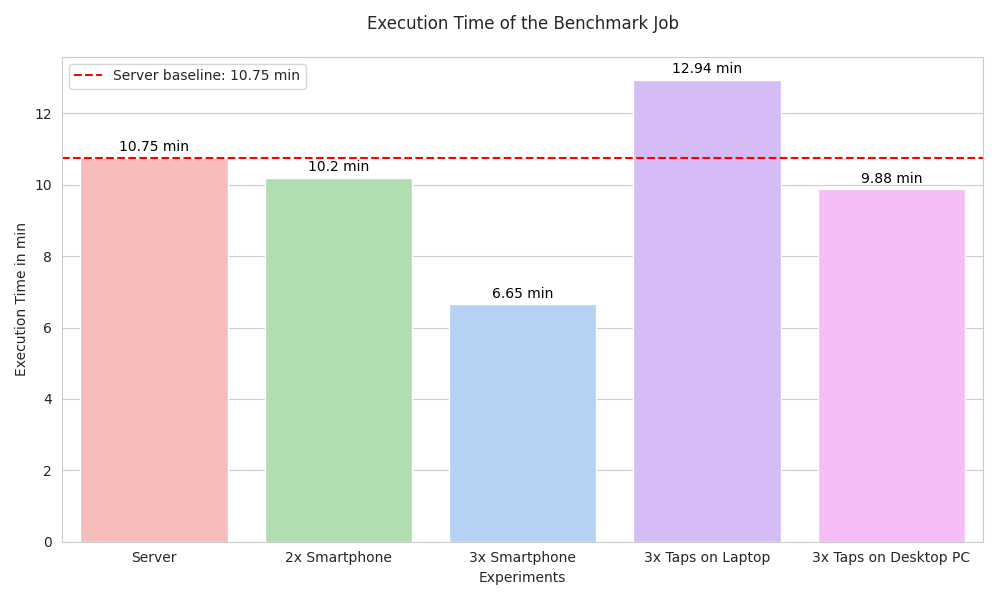 Execution Time of the Benchmark Job
Server baseline: 10.75 min
12.94 min
10.75 min
10.2 min
9.88 min
6.65 min
Execution Time in min
12
10
8
6
4
2
0
Server
2x Smartphone
3x Smartphone
3x Taps on Laptop
3x Taps on Desktop PC
Experiments